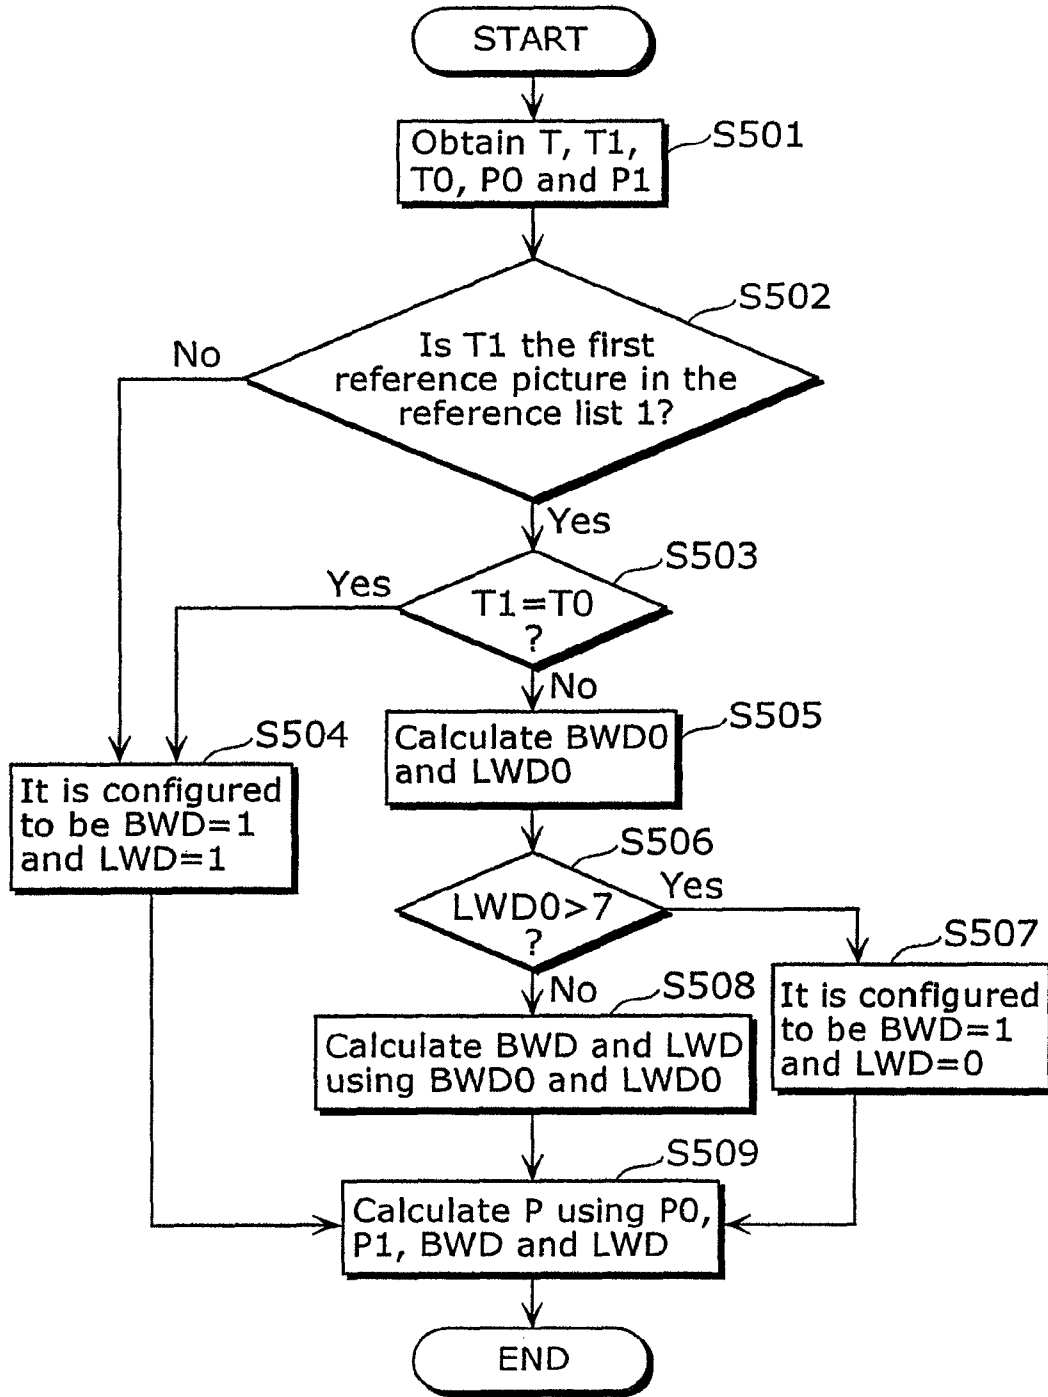 START
Obtain T, T1,
T0, P0 and P1
S501
S502
Is T1 the first
reference picture in the
reference list 1?
No
Yes
S503
T1=T0
?
Yes
No
S504
It is configured
to be BWD=1
and LWD=1
S505
Calculate BWD0
and LWD0
S506
LWD0>7
?
Yes
No
S507
It is configured
to be BWD=1
and LWD=0
S508
Calculate BWD and LWD
using BWD0 and LWD0
S509
Calculate P using P0,
P1, BWD and LWD
END